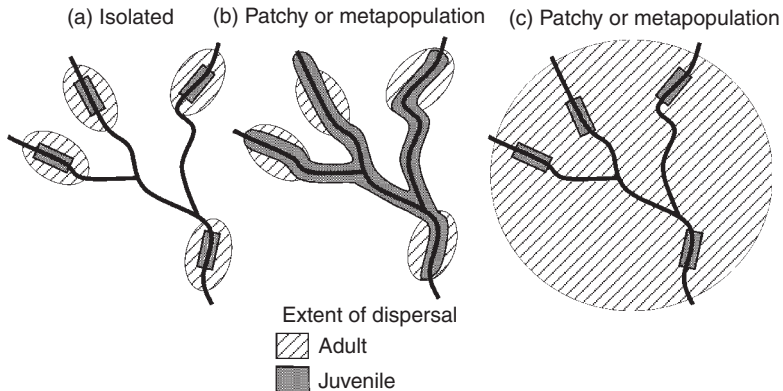 (a) Isolated
(b) Patchy or metapopulation
(c) Patchy or metapopulation
Extent of dispersal
Adult
Juvenile